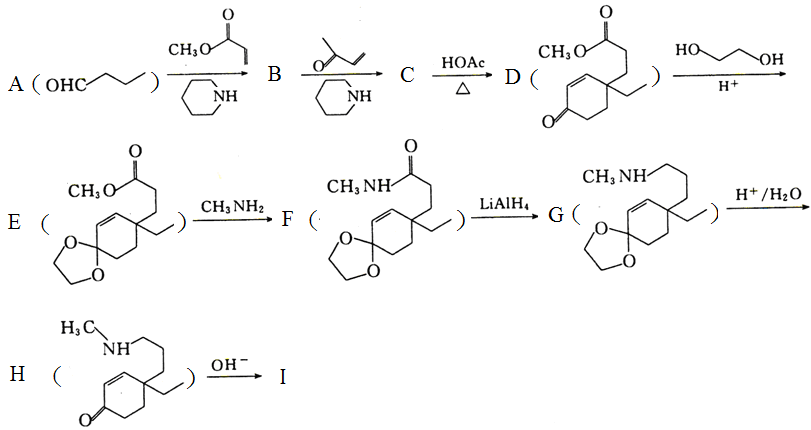 CH₃O O O HO OH
A ( OHC ) NH B O NH C HOAc △ D ( CH₃O O O ) H⁺
E ( CH₃O O O O ) CH₃NH₂ F ( CH₃NH O O O ) LiAlH₄ G ( CH₃NH O O ) H⁺/H₂O
H ( H₃C NH O ) OH⁻ I